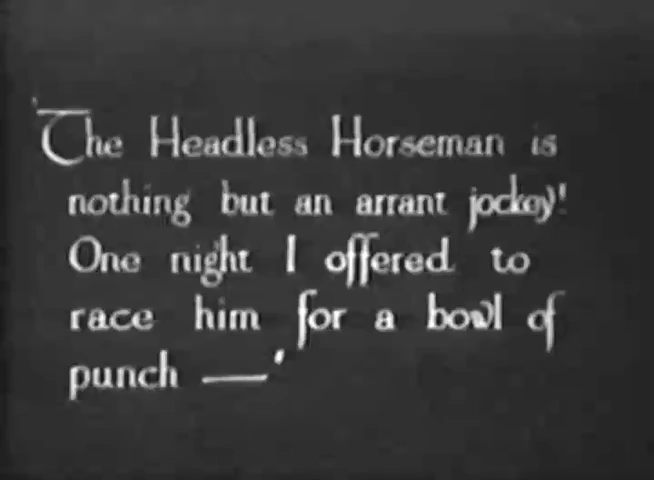 'The Headless Horseman is
nothing but an arrant jockey!
One night I offered to
race him for a bowl of
punch —'